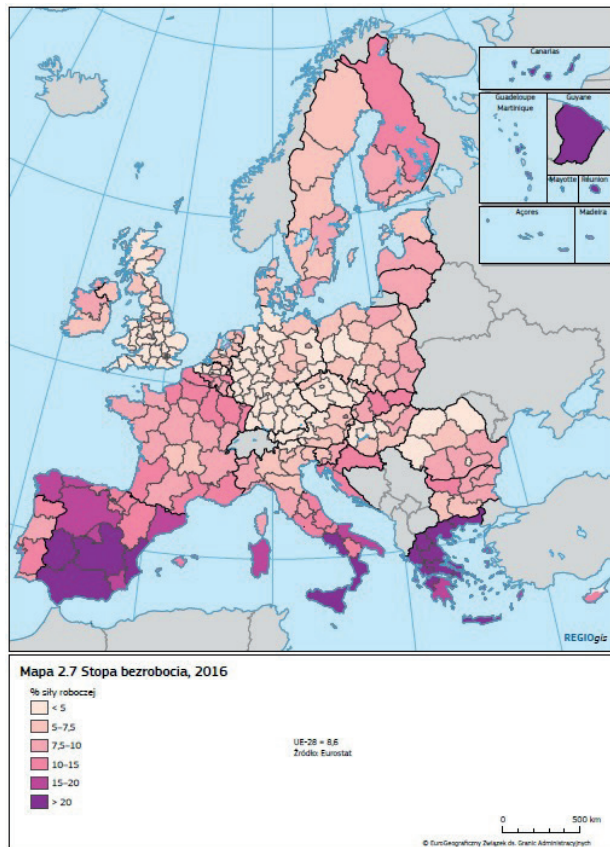 Canarias
Guadeloupe
Martinique
Guyane
Mayotte
Réunion
Açores
Madeira
REGIOgis
Mapa 2.7 Stopa bezrobocia, 2016
% siły roboczej
< 5
5–7,5
7,5–10
10–15
15–20
> 20
UE-28 = 8,6
Źródło: Eurostat
0 500 km
© EuroGeograficzny Związek ds. Granic Administracyjnych